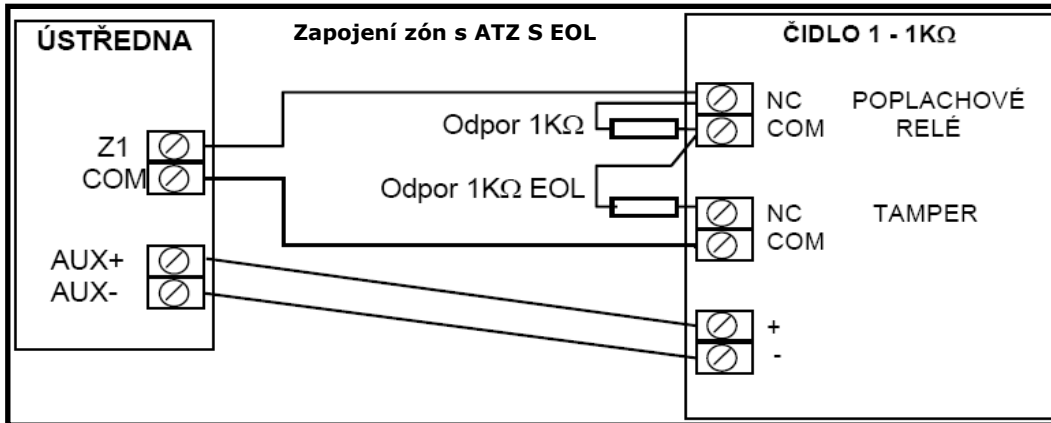 ÚSTŘEDNA
Zapojení zón s ATZ S EOL
ČIDLO 1 - 1KΩ
NC POPLACHOVÉ
COM RELÉ
Odpor 1KΩ
Z1
COM
Odpor 1KΩ EOL
NC TAMPER
COM
AUX+
AUX-
+
-